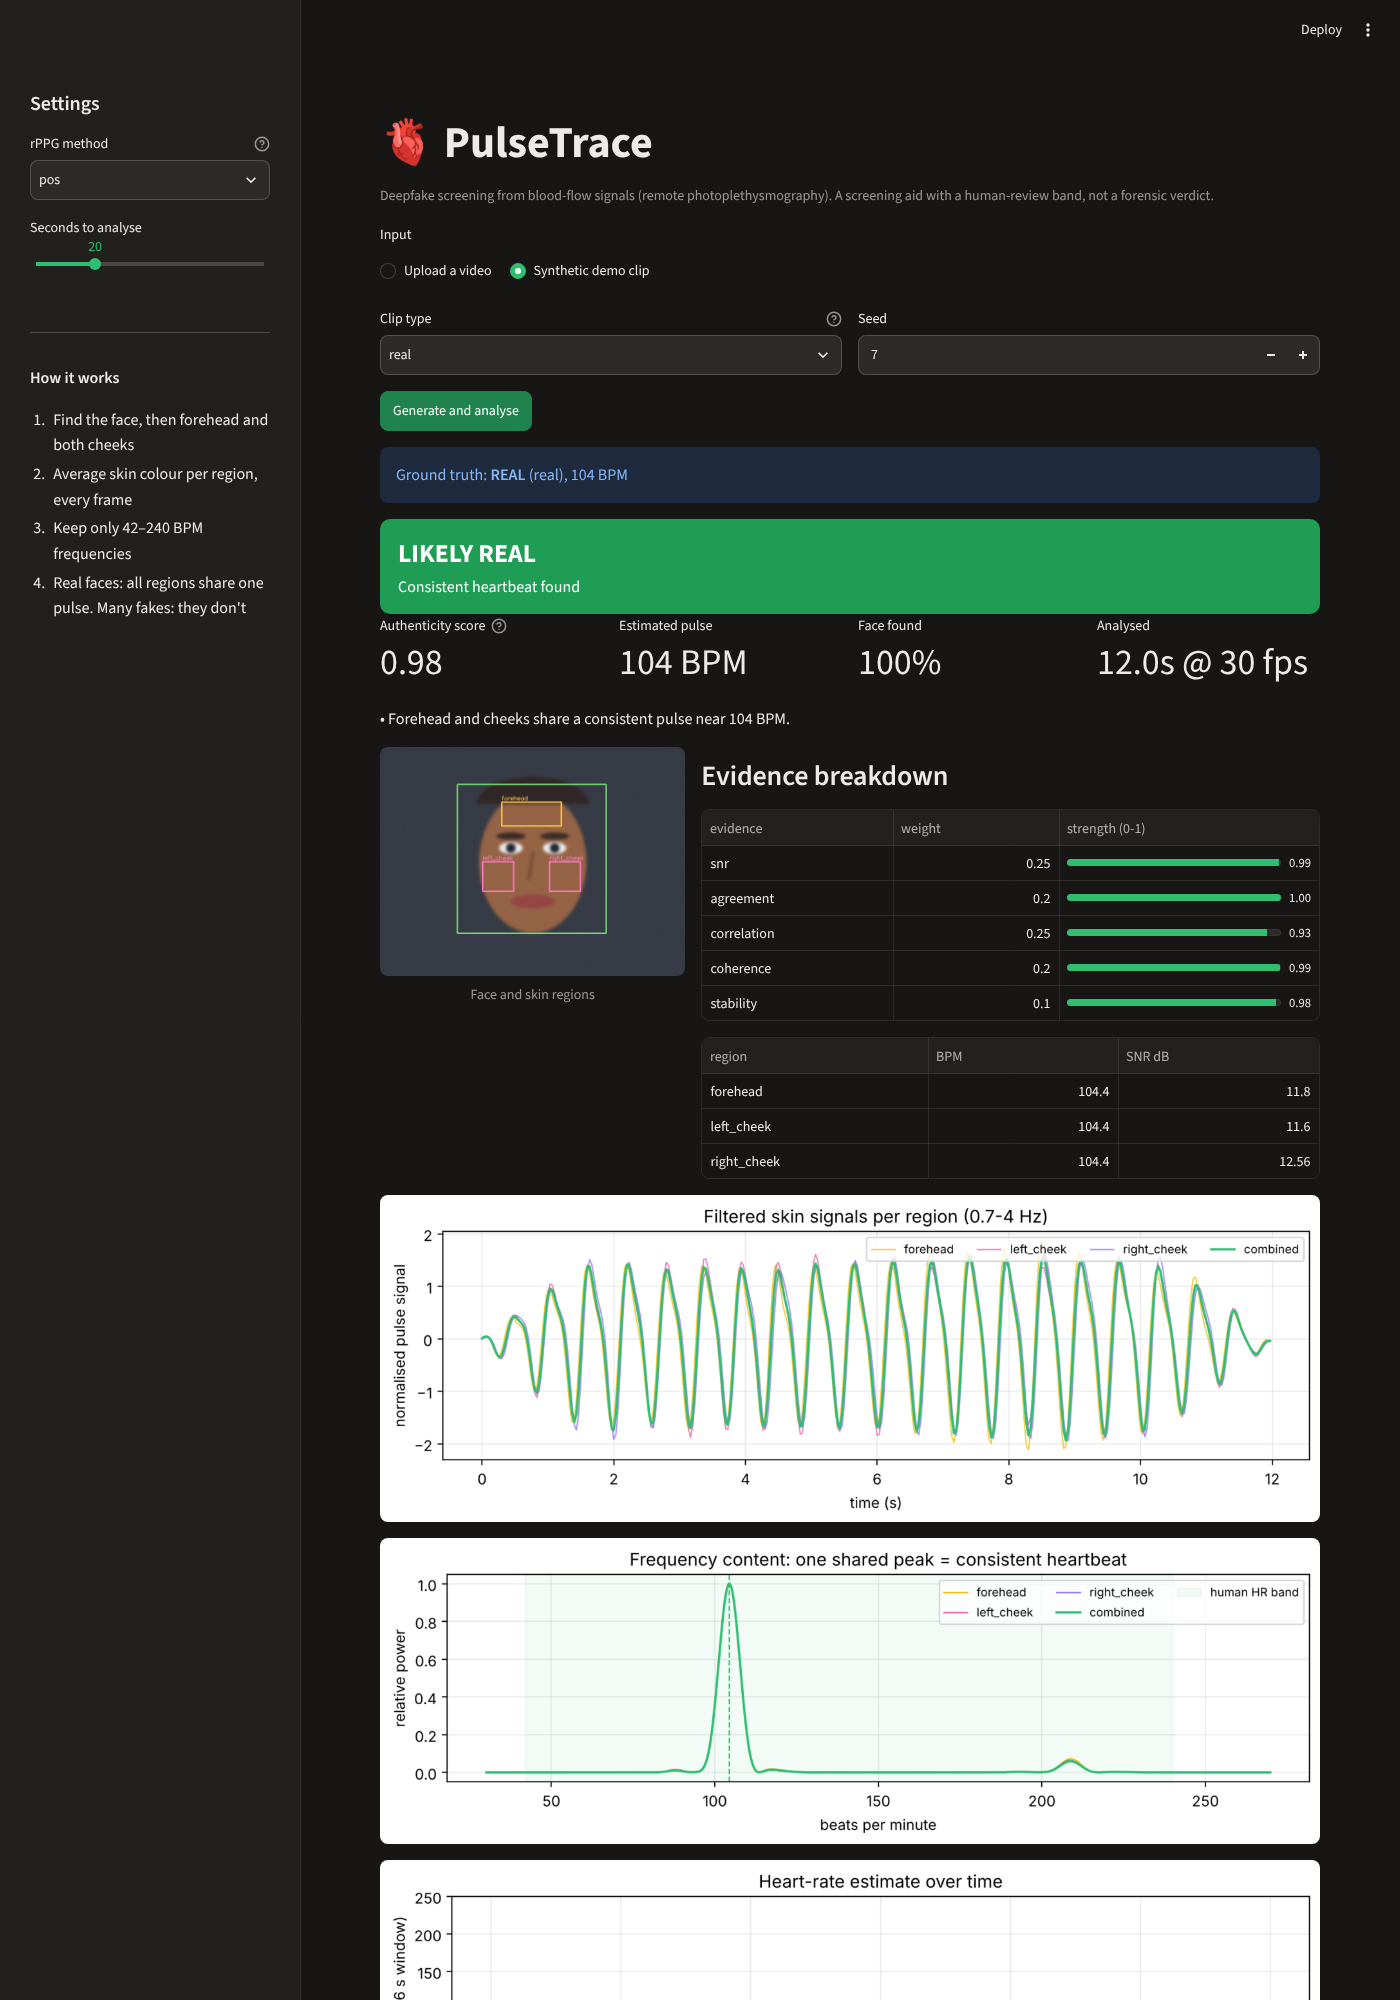 Deploy
Settings
rPPG method
pos
Seconds to analyse
20
How it works
1. Find the face, then forehead and
both cheeks
2. Average skin colour per region,
every frame
3. Keep only 42–240 BPM
frequencies
4. Real faces: all regions share one
pulse. Many fakes: they don't
PulseTrace
Deepfake screening from blood-flow signals (remote photoplethysmography). A screening aid with a human-review band, not a forensic verdict.
Input
Upload a video Synthetic demo clip
Clip type Seed
real 7
Generate and analyse
Ground truth: REAL (real), 104 BPM
LIKELY REAL
Consistent heartbeat found
Authenticity score Estimated pulse Face found Analysed
0.98 104 BPM 100% 12.0s @ 30 fps
• Forehead and cheeks share a consistent pulse near 104 BPM.
forehead
left_cheek right_cheek
Face and skin regions
Evidence breakdown
evidence weight strength (0-1)
snr 0.25 0.99
agreement 0.2 1.00
correlation 0.25 0.93
coherence 0.2 0.99
stability 0.1 0.98
region BPM SNR dB
forehead 104.4 11.8
left_cheek 104.4 11.6
right_cheek 104.4 12.56
Filtered skin signals per region (0.7-4 Hz)
forehead left_cheek right_cheek combined
normalised pulse signal
2
1
0
−1
−2
0 2 4 6 8 10 12
time (s)
Frequency content: one shared peak = consistent heartbeat
forehead right_cheek human HR band
left_cheek combined
relative power
1.0
0.8
0.6
0.4
0.2
0.0
50 100 150 200 250
beats per minute
Heart-rate estimate over time
250
200
150
6 s window)